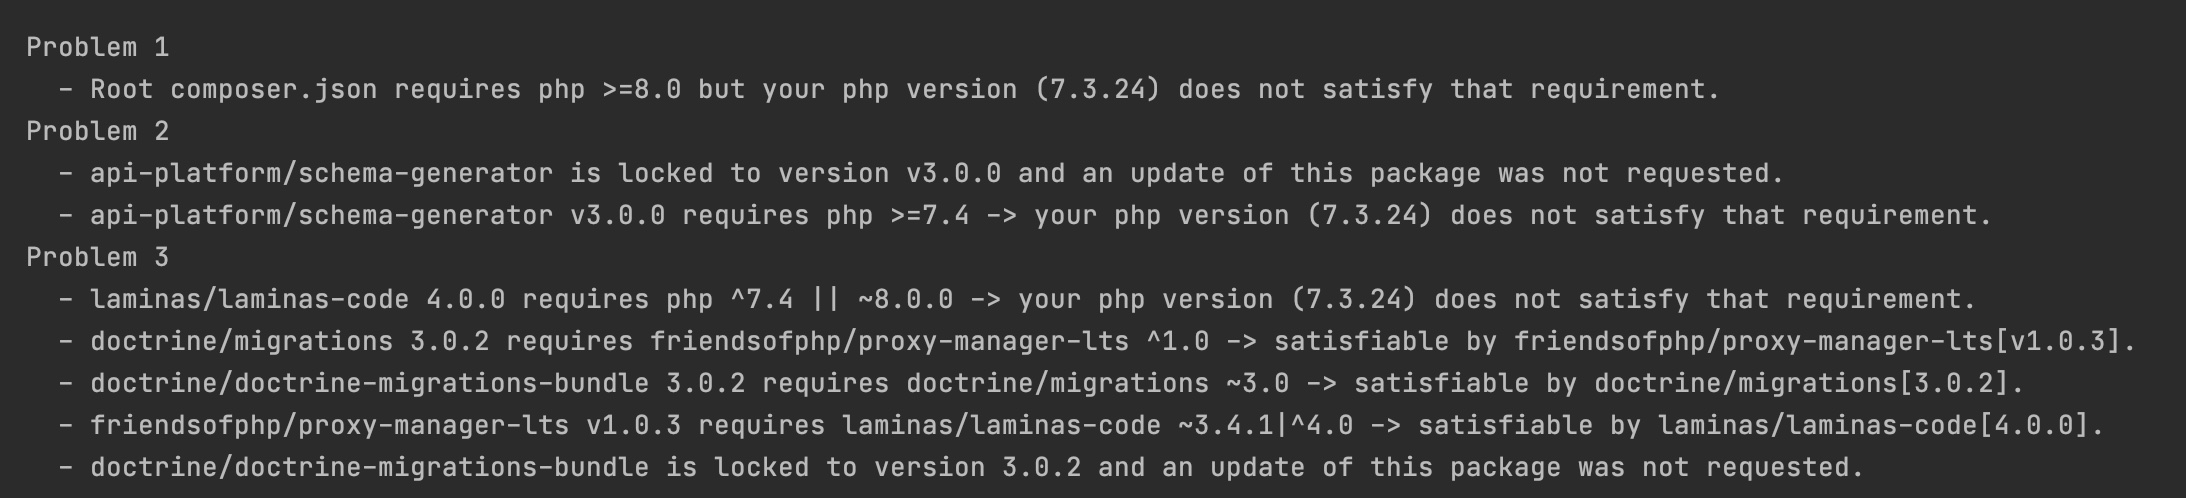 Problem 1
- Root composer.json requires php >=8.0 but your php version (7.3.24) does not satisfy that requirement.
Problem 2
- api-platform/schema-generator is locked to version v3.0.0 and an update of this package was not requested.
- api-platform/schema-generator v3.0.0 requires php >=7.4 -> your php version (7.3.24) does not satisfy that requirement.
Problem 3
- laminas/laminas-code 4.0.0 requires php ^7.4 || ~8.0.0 -> your php version (7.3.24) does not satisfy that requirement.
- doctrine/migrations 3.0.2 requires friendsofphp/proxy-manager-lts ^1.0 -> satisfiable by friendsofphp/proxy-manager-lts[v1.0.3].
- doctrine/doctrine-migrations-bundle 3.0.2 requires doctrine/migrations ~3.0 -> satisfiable by doctrine/migrations[3.0.2].
- friendsofphp/proxy-manager-lts v1.0.3 requires laminas/laminas-code ~3.4.1|^4.0 -> satisfiable by laminas/laminas-code[4.0.0].
- doctrine/doctrine-migrations-bundle is locked to version 3.0.2 and an update of this package was not requested.